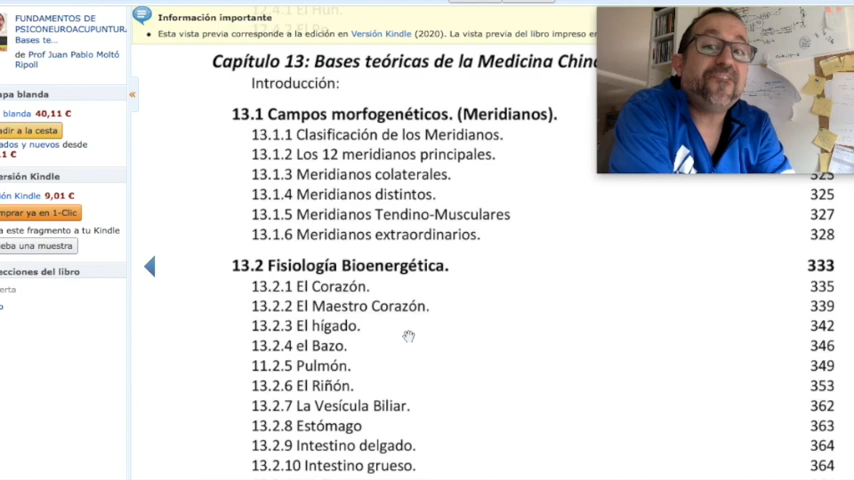 FUNDAMENTOS DE
PSICONEUROACUPUNTURA
Bases te...
de Prof Juan Pablo Moltó
Ripoll
apa blanda
blanda 40,11 €
adir a la cesta
ados y nuevos desde
1 €
ersión Kindle
ón Kindle 9,01 €
mprar ya en 1-Clic
a este fragmento a tu Kindle
eba una muestra
ecciones del libro
erta
Información importante
Esta vista previa corresponde a la edición en Versión Kindle (2020). La vista previa del libro impreso e
«
12.4.1 El Hun.
Capítulo 13: Bases teóricas de la Medicina Chin
Introducción:
13.1 Campos morfogenéticos. (Meridianos).
13.1.1 Clasificación de los Meridianos.
13.1.2 Los 12 meridianos principales.
13.1.3 Meridianos colaterales. 325
13.1.4 Meridianos distintos. 325
13.1.5 Meridianos Tendino-Musculares 327
13.1.6 Meridianos extraordinarios. 328
13.2 Fisiología Bioenergética. 333
13.2.1 El Corazón. 335
13.2.2 El Maestro Corazón. 339
13.2.3 El hígado. 342
13.2.4 el Bazo. 346
11.2.5 Pulmón. 349
13.2.6 El Riñón. 353
13.2.7 La Vesícula Biliar. 362
13.2.8 Estómago 363
13.2.9 Intestino delgado. 364
13.2.10 Intestino grueso. 364